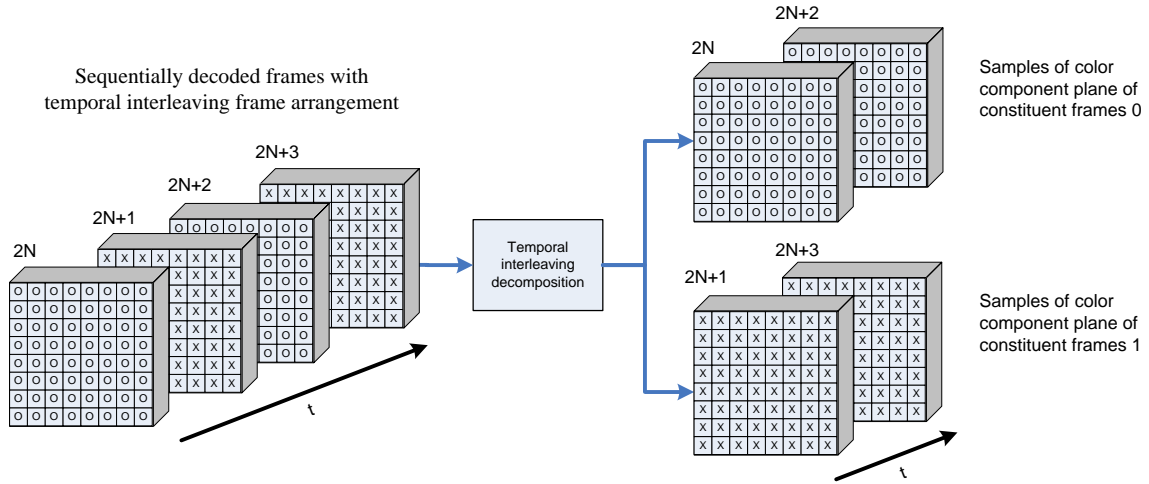 Sequentially decoded frames with
temporal interleaving frame arrangement
2N
O O O O O O O O
O O O O O O O O
O O O O O O O O
O O O O O O O O
O O O O O O O O
O O O O O O O O
O O O O O O O O
O O O O O O O O
2N+1
X X X X X X X X
X X X X
X X X X
X X X X
X X X X
X X X X
X X X X
X X X X
2N+2
O O O O O O O O
O O O O
O O O O
O O O O
O O O O
O O O
O O O
O O O
2N+3
X X X X X X X X
X X X X
X X X X
X X X X
X X X X
X X X X
X X X X
X X X X
t
Temporal
interleaving
decomposition
2N
O O O O O O O O
O O O O O O O O
O O O O O O O O
O O O O O O O O
O O O O O O O O
O O O O O O O O
O O O O O O O O
O O O O O O O O
2N+2
O O O O O O O O
O O O O
O O O O
O O O O
O O O O
O O O O
O O O O
O O O O
Samples of color
component plane of
constituent frames 0
2N+1
X X X X X X X X
X X X X X X X X
X X X X X X X X
X X X X X X X X
X X X X X X X X
X X X X X X X X
X X X X X X X X
X X X X X X X X
2N+3
X X X X X X X X
X X X X
X X X X
X X X X
X X X X
X X X X
X X X X
X X X X
Samples of color
component plane of
constituent frames 1
t